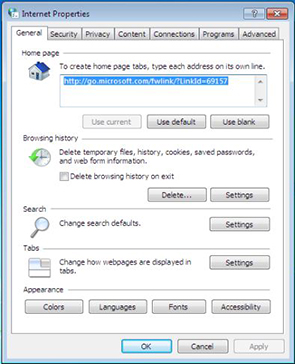 Internet Properties
General Security Privacy Content Connections Programs Advanced
Home page
To create home page tabs, type each address on its own line.
http://go.microsoft.com/fwlink/?LinkId=69157
Use current Use default Use blank
Browsing history
Delete temporary files, history, cookies, saved passwords,
and web form information.
Delete browsing history on exit
Delete... Settings
Search
Change search defaults. Settings
Tabs
Change how webpages are displayed in
tabs. Settings
Appearance
Colors Languages Fonts Accessibility
OK Cancel Apply